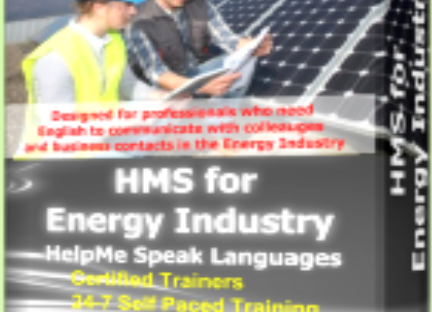 Designed for professionals who need
English to communicate with colleauges
and business contacts in the Energy Industry
HMS for
Energy Industry
HelpMe Speak Languages
Certified Trainers
24-7 Self Paced Training
HMS for
Energy Industry